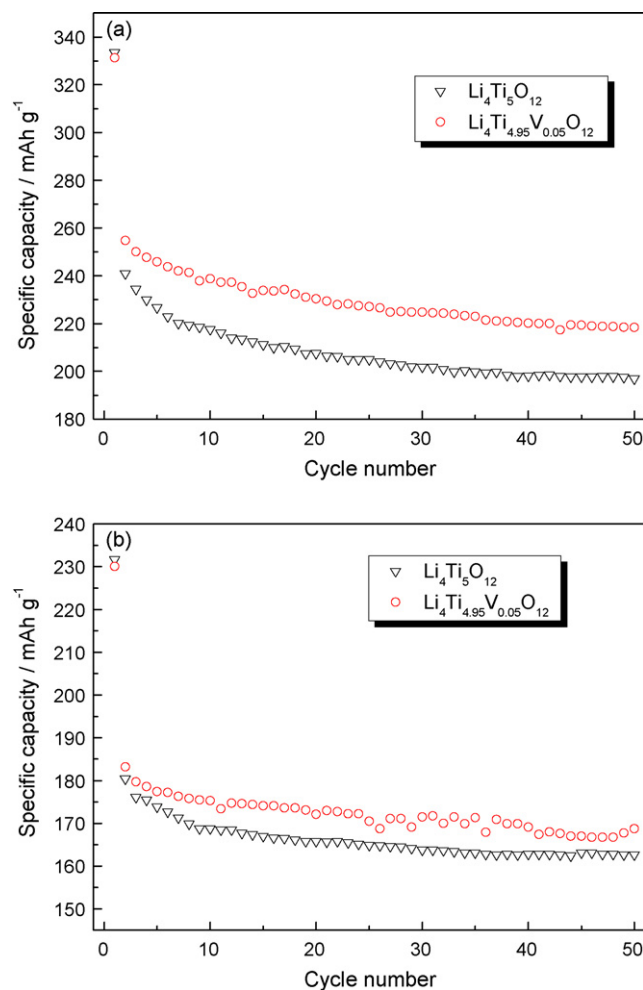 (a)
340
320
300
280
260
240
220
200
180
Specific capacity / mAh g⁻¹
Li₄Ti₅O₁₂
Li₄Ti₄.₉₅V₀.₀₅O₁₂
0 10 20 30 40 50
Cycle number
(b)
240
230
220
210
200
190
180
170
160
150
Specific capacity / mAh g⁻¹
Li₄Ti₅O₁₂
Li₄Ti₄.₉₅V₀.₀₅O₁₂
0 10 20 30 40 50
Cycle number